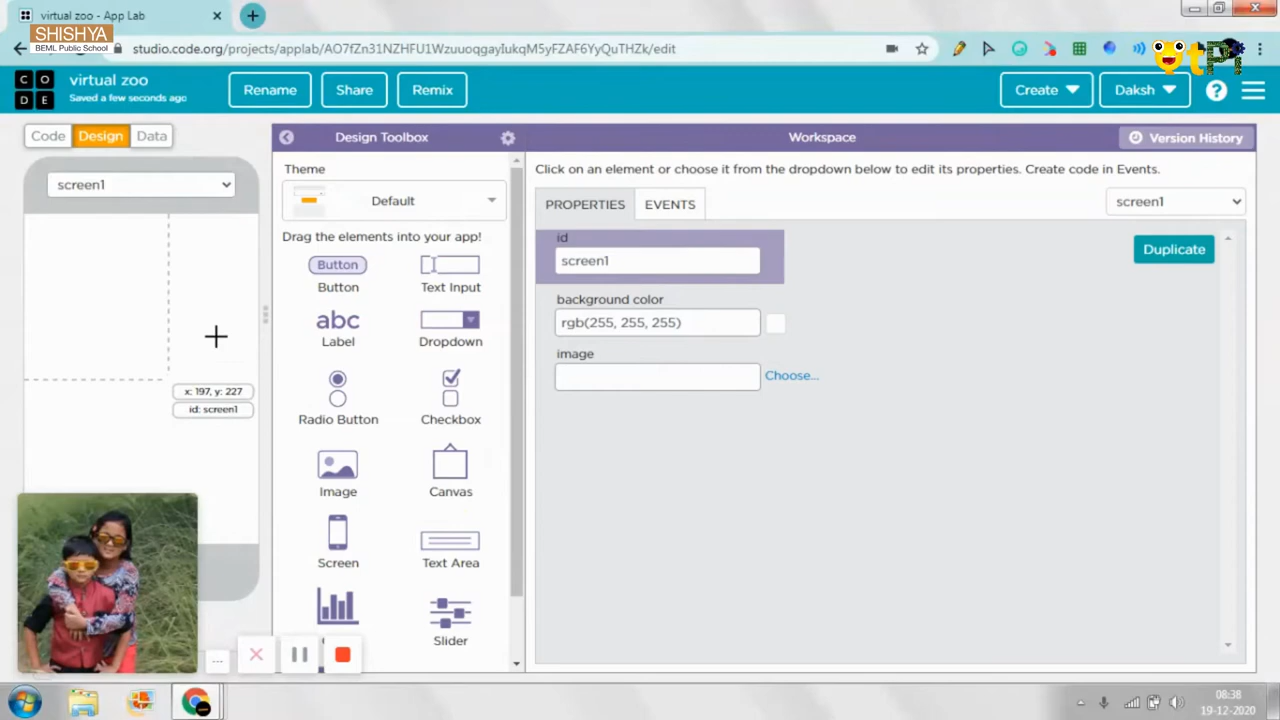 virtual zoo - App Lab
SHISHYA
BEML Public School
studio.code.org/projects/applab/AO7fZn31NZHFU1WzuuoqgayIukqM5yFZAF6YyQuTHZk/edit
CODE
virtual zoo
Saved a few seconds ago
Rename
Share
Remix
Create
Daksh
?
Code
Design
Data
Design Toolbox
Workspace
Version History
screen1
Theme
Default
Drag the elements into your app!
Button
Button
Text Input
abc
Label
Dropdown
Radio Button
Checkbox
Image
Canvas
Screen
Text Area
Slider
Click on an element or choose it from the dropdown below to edit its properties. Create code in Events.
PROPERTIES
EVENTS
screen1
id
screen1
Duplicate
background color
rgb(255, 255, 255)
image
Choose...
x: 197, y: 227
id: screen1
...
08:38
19-12-2020